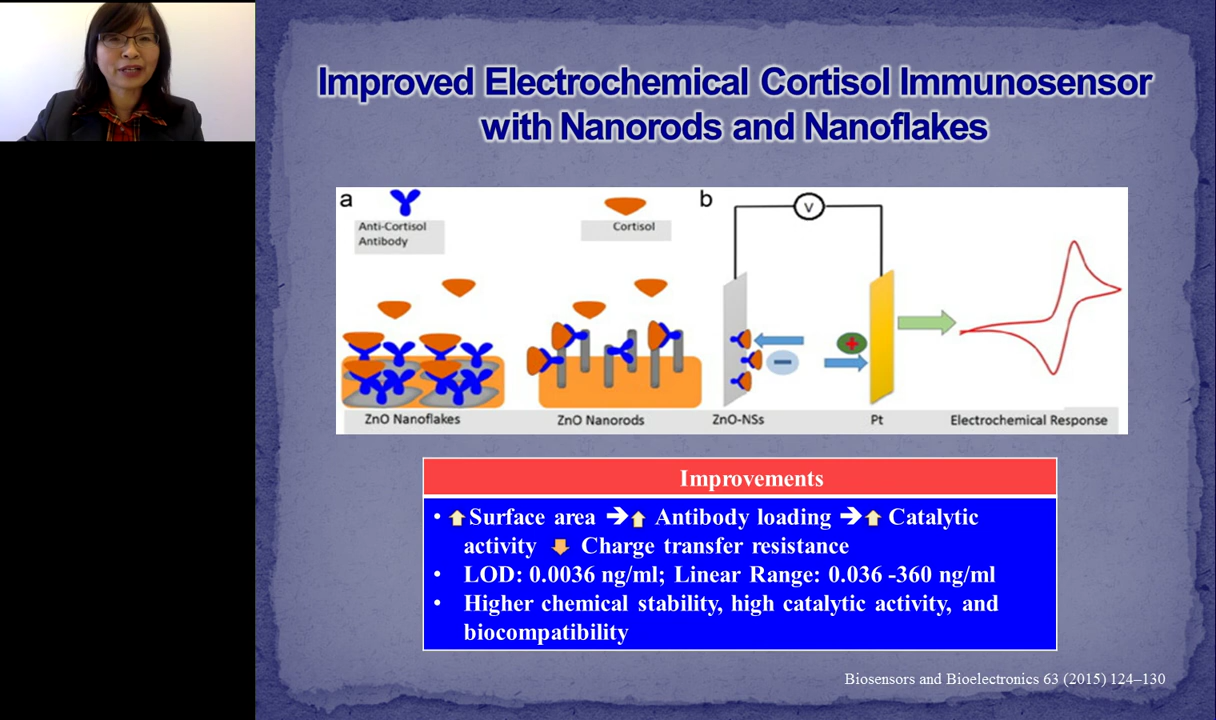 Improved Electrochemical Cortisol Immunosensor
with Nanorods and Nanoflakes
a
b
V
Anti-Cortisol
Antibody
Cortisol
ZnO Nanoflakes
ZnO Nanorods
ZnO-NSs
Pt
Electrochemical Response
Improvements
• ⬆Surface area ➔⬆ Antibody loading ➔⬆ Catalytic
activity ⬇ Charge transfer resistance
• LOD: 0.0036 ng/ml; Linear Range: 0.036 -360 ng/ml
• Higher chemical stability, high catalytic activity, and
biocompatibility
Biosensors and Bioelectronics 63 (2015) 124–130